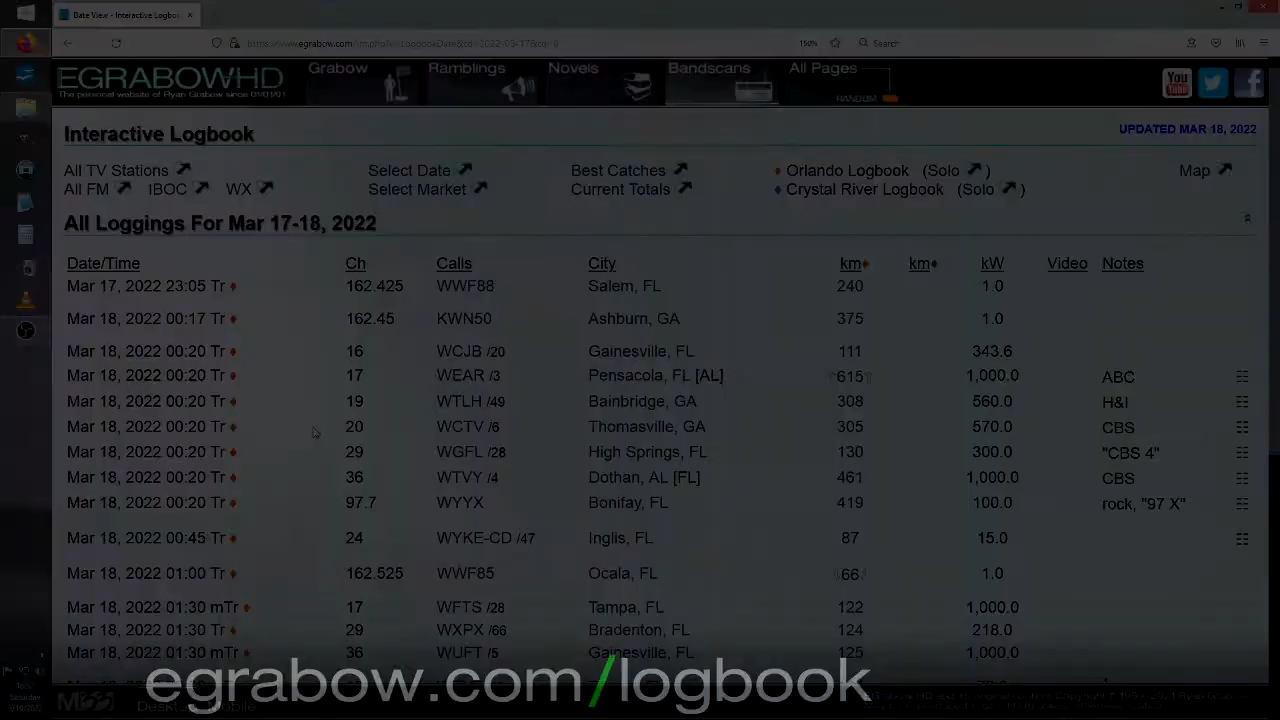 Date View - Interactive Logbo
150%
Search
EGRABOWHD
The personal website of Ryan Grabow since 01/01/01
Grabow
Ramblings
Novels
Bandscans
All Pages
RANDOM
You Tube
Interactive Logbook
UPDATED MAR 18, 2022
All TV Stations
Select Date
Best Catches
Orlando Logbook (Solo )
Map
All FM IBOC WX
Select Market
Current Totals
Crystal River Logbook (Solo )
All Loggings For Mar 17-18, 2022
Date/Time Ch Calls City km km kW Video Notes
Mar 17, 2022 23:05 Tr 162.425 WWF88 Salem, FL 240 1.0
Mar 18, 2022 00:17 Tr 162.45 KWN50 Ashburn, GA 375 1.0
Mar 18, 2022 00:20 Tr 16 WCJB /20 Gainesville, FL 111 343.6
Mar 18, 2022 00:20 Tr 17 WEAR /3 Pensacola, FL [AL] 615 1,000.0 ABC
Mar 18, 2022 00:20 Tr 19 WTLH /49 Bainbridge, GA 308 560.0 H&I
Mar 18, 2022 00:20 Tr 20 WCTV /6 Thomasville, GA 305 570.0 CBS
Mar 18, 2022 00:20 Tr 29 WGFL /28 High Springs, FL 130 300.0 "CBS 4"
Mar 18, 2022 00:20 Tr 36 WTVY /4 Dothan, AL [FL] 461 1,000.0 CBS
Mar 18, 2022 00:20 Tr 97.7 WYYX Bonifay, FL 419 100.0 rock, "97 X"
Mar 18, 2022 00:45 Tr 24 WYKE-CD /47 Inglis, FL 87 15.0
Mar 18, 2022 01:00 Tr 162.525 WWF85 Ocala, FL 66 1.0
Mar 18, 2022 01:30 mTr 17 WFTS /28 Tampa, FL 122 1,000.0
Mar 18, 2022 01:30 Tr 29 WXPX /66 Bradenton, FL 124 218.0
Mar 18, 2022 01:30 mTr 36 WUFT /5 Gainesville, FL 125 1,000.0
egrabow.com/logbook
Desktop Mobile